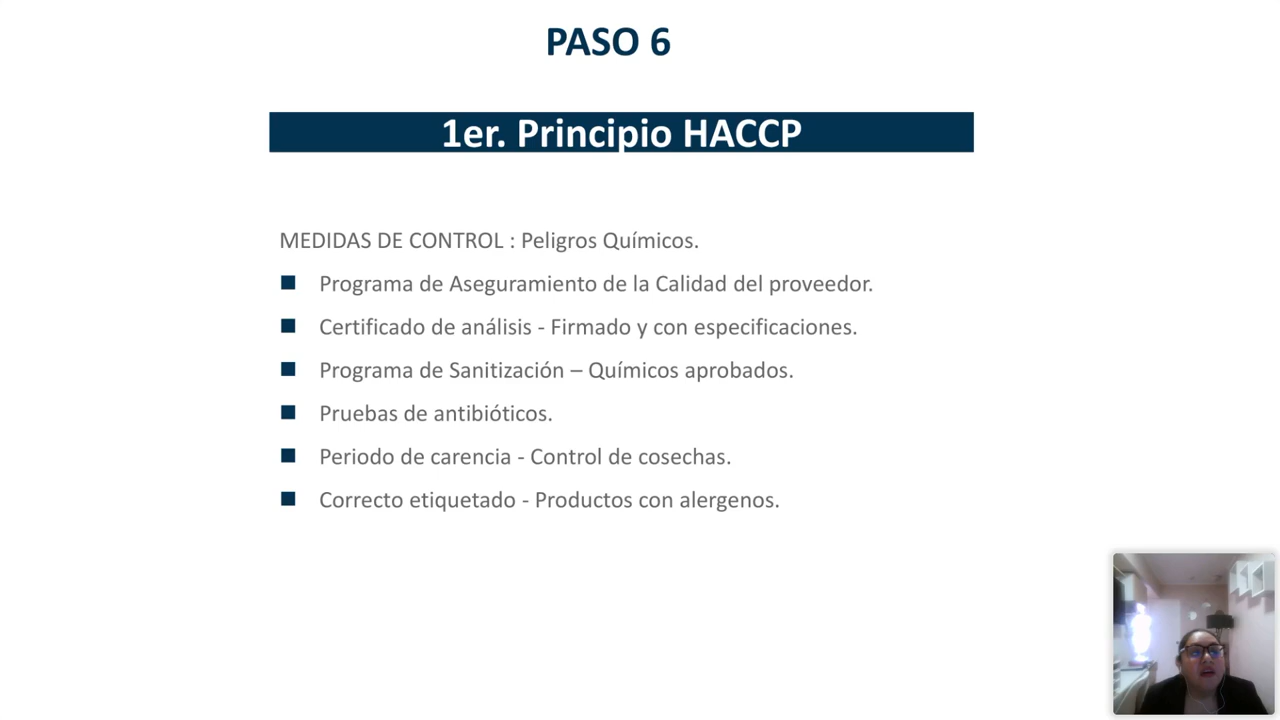 PASO 6
1er. Principio HACCP
MEDIDAS DE CONTROL : Peligros Químicos.
Programa de Aseguramiento de la Calidad del proveedor.
Certificado de análisis - Firmado y con especificaciones.
Programa de Sanitización – Químicos aprobados.
Pruebas de antibióticos.
Periodo de carencia - Control de cosechas.
Correcto etiquetado - Productos con alergenos.